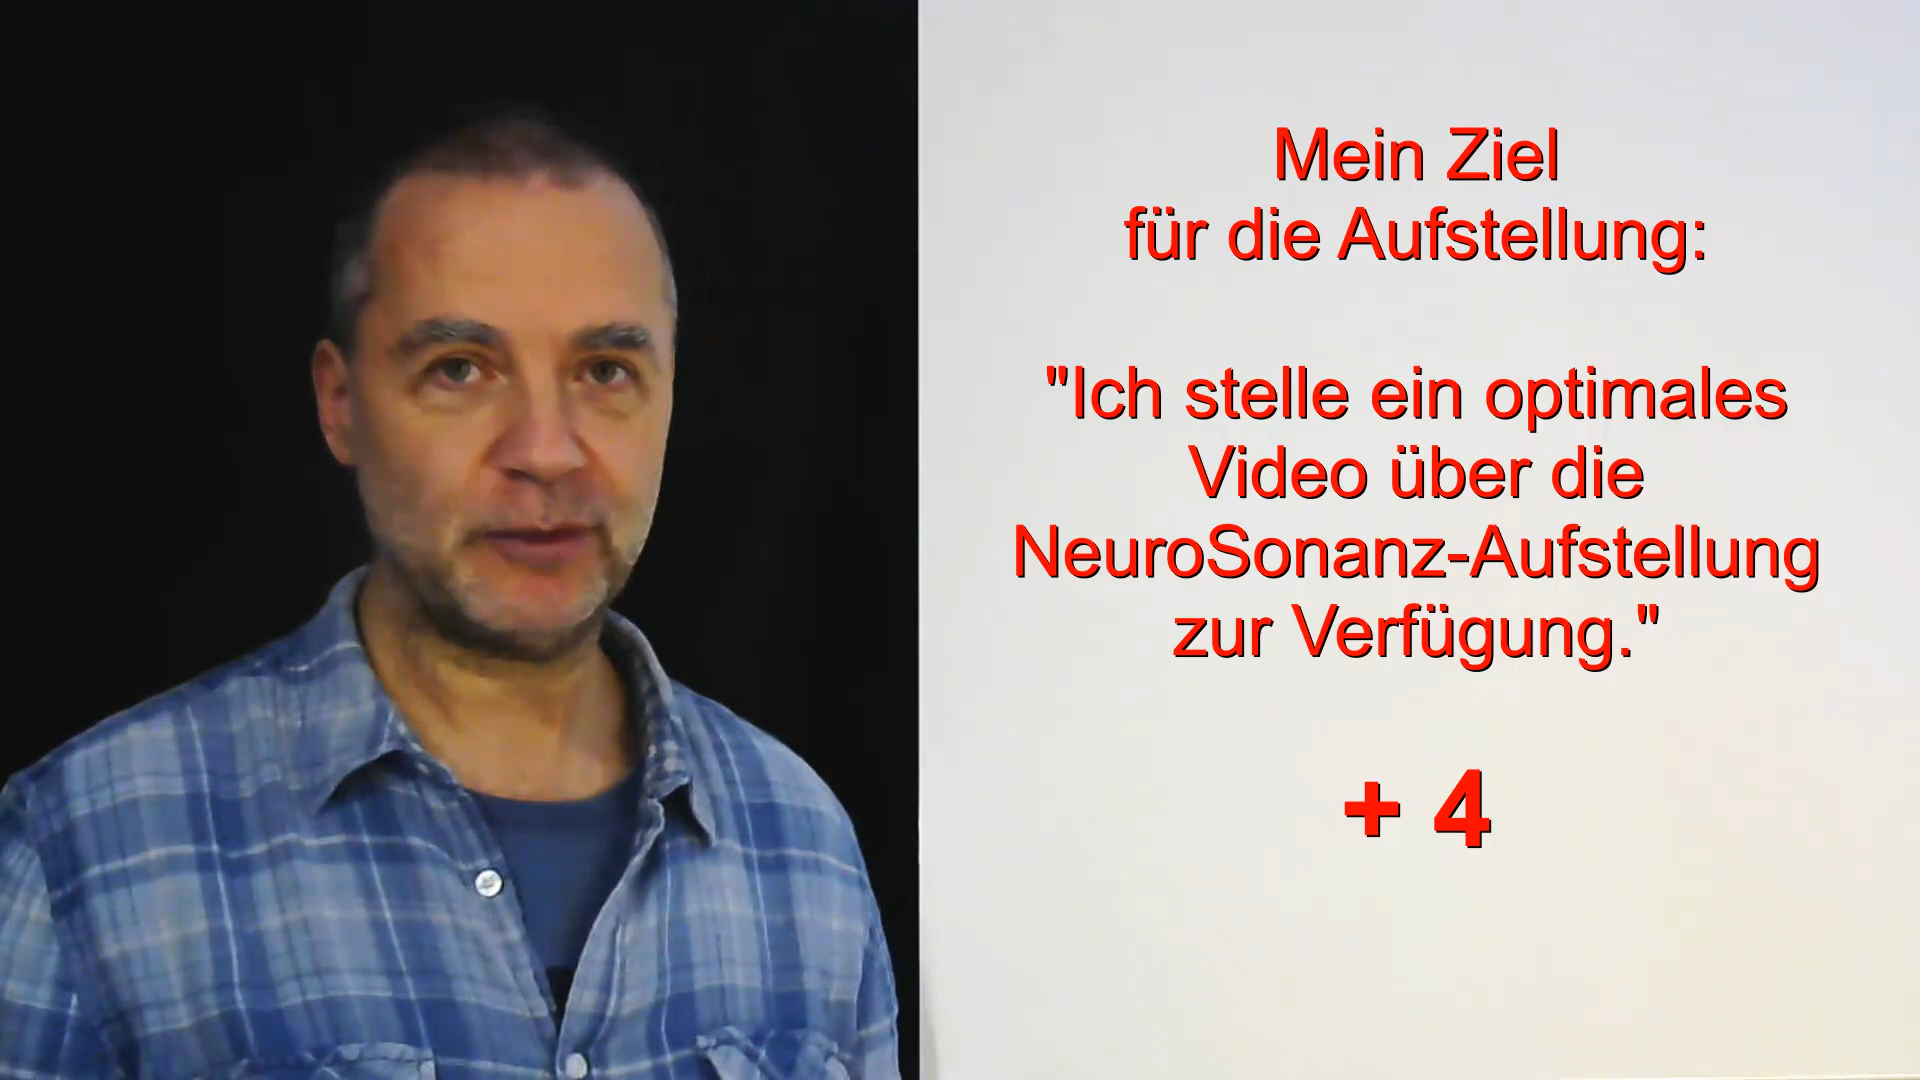 Mein Ziel
für die Aufstellung:
"Ich stelle ein optimales
Video über die
NeuroSonanz-Aufstellung
zur Verfügung."
+ 4